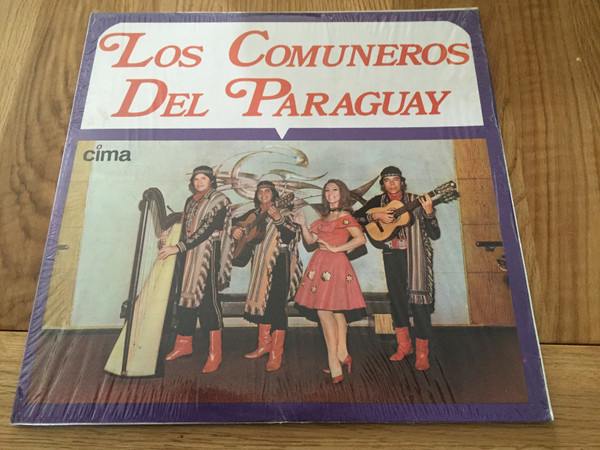 Los Comuneros
Del Paraguay
cima